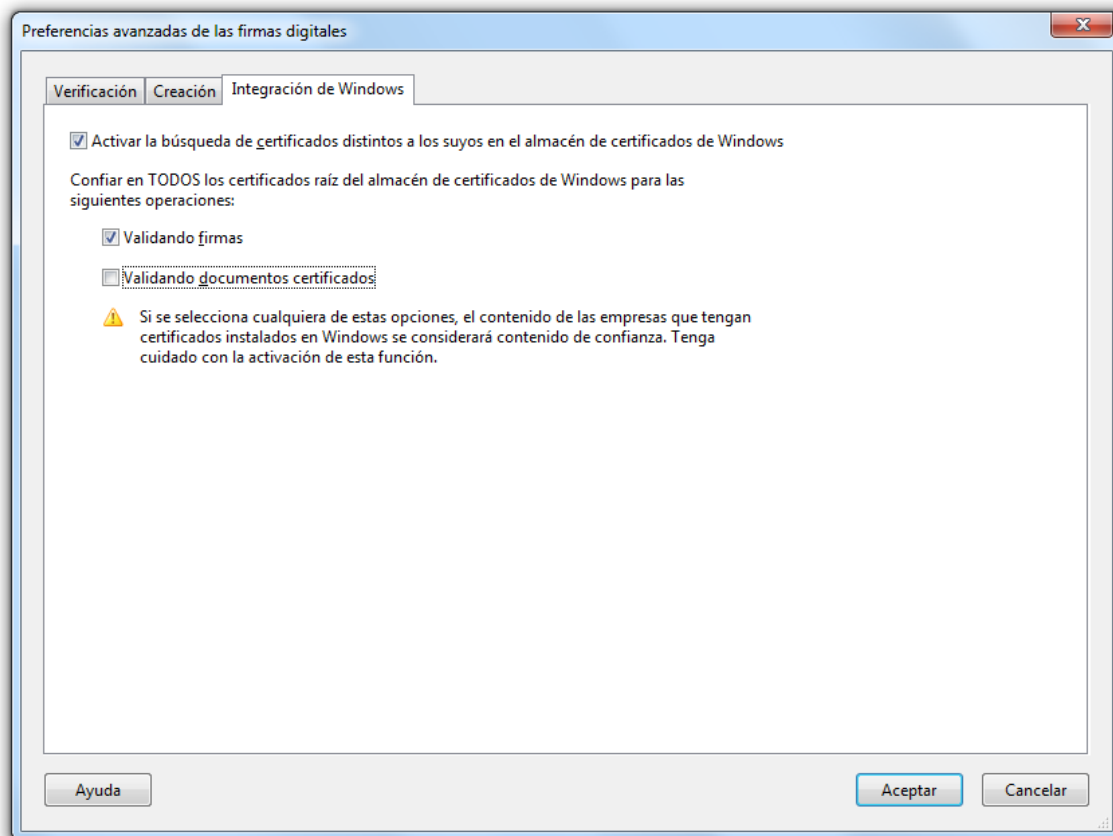 Preferencias avanzadas de las firmas digitales
Verificación
Creación
Integración de Windows
Activar la búsqueda de certificados distintos a los suyos en el almacén de certificados de Windows
Confiar en TODOS los certificados raíz del almacén de certificados de Windows para las
siguientes operaciones:
Validando firmas
Validando documentos certificados
Si se selecciona cualquiera de estas opciones, el contenido de las empresas que tengan
certificados instalados en Windows se considerará contenido de confianza. Tenga
cuidado con la activación de esta función.
Ayuda
Aceptar
Cancelar